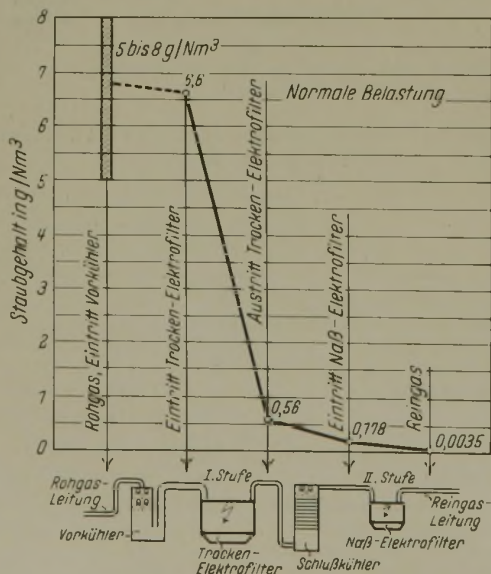 8
7
6
5
4
3
2
1
0
Staubgehalt in g/Nm³
5 bis 8 g/Nm³
6,6
Normale Belastung
Rohgas, Eintritt Vorkühler
Eintritt Trocken-Elektrofilter
Austritt Trocken-Elektrofilter
Eintritt Naß-Elektrofilter
Reingas
0,56
0,178
0,0035
Rohgas-
Leitung
Vorkühler
I. Stufe
Trocken-
Elektrofilter
Schlußkühler
II. Stufe
Naß-Elektrofilter
Reingas-
Leitung